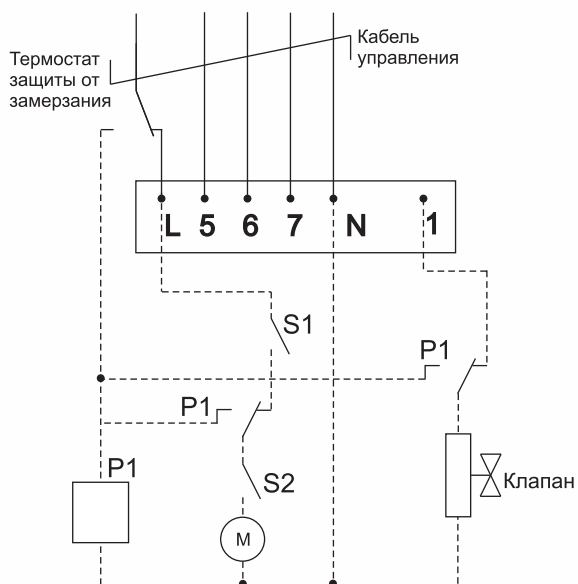 Термостат
защиты от
замерзания
Кабель
управления
L 5 6 7 N 1
S1
P1
P1
P1
S2
M
Клапан